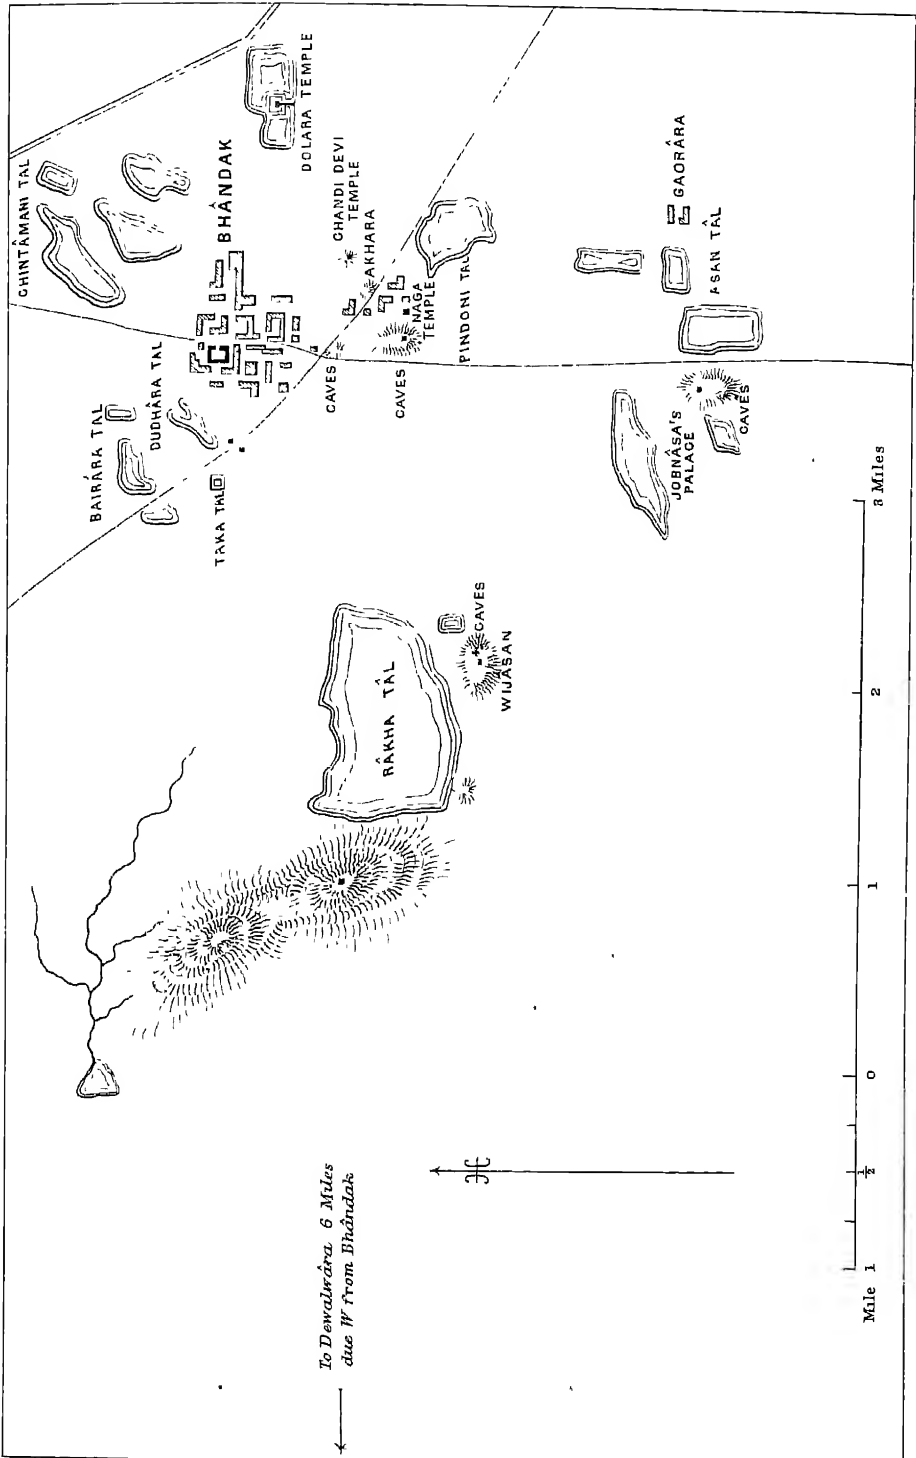 CHINTÂMANI TAL
BAIRÂRA TAL
DUDHÂRA TAL
BHÂNDAK
DOLARA TEMPLE
TAKA TAL
CHANDI DEVI
TEMPLE
AKHARA
CAVES
CAVES
NAGA
TEMPLE
PINDONI TAL
RÂKHA TÂL
CAVES
WIJÂSAN
GAORÂRA
ASAN TÂL
JOBNÂSA'S
PALACE
CAVES
To Dewalwâra 6 Miles
due W from Bhândak
Mile 1 ½ 0 1 2 3 Miles